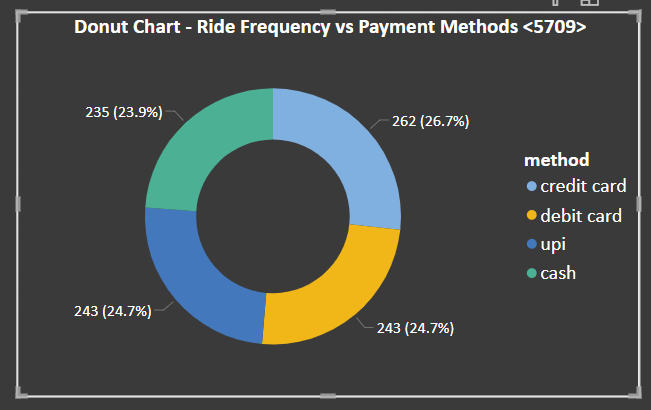 Donut Chart - Ride Frequency vs Payment Methods <5709>
235 (23.9%)
262 (26.7%)
method
credit card
debit card
upi
cash
243 (24.7%)
243 (24.7%)